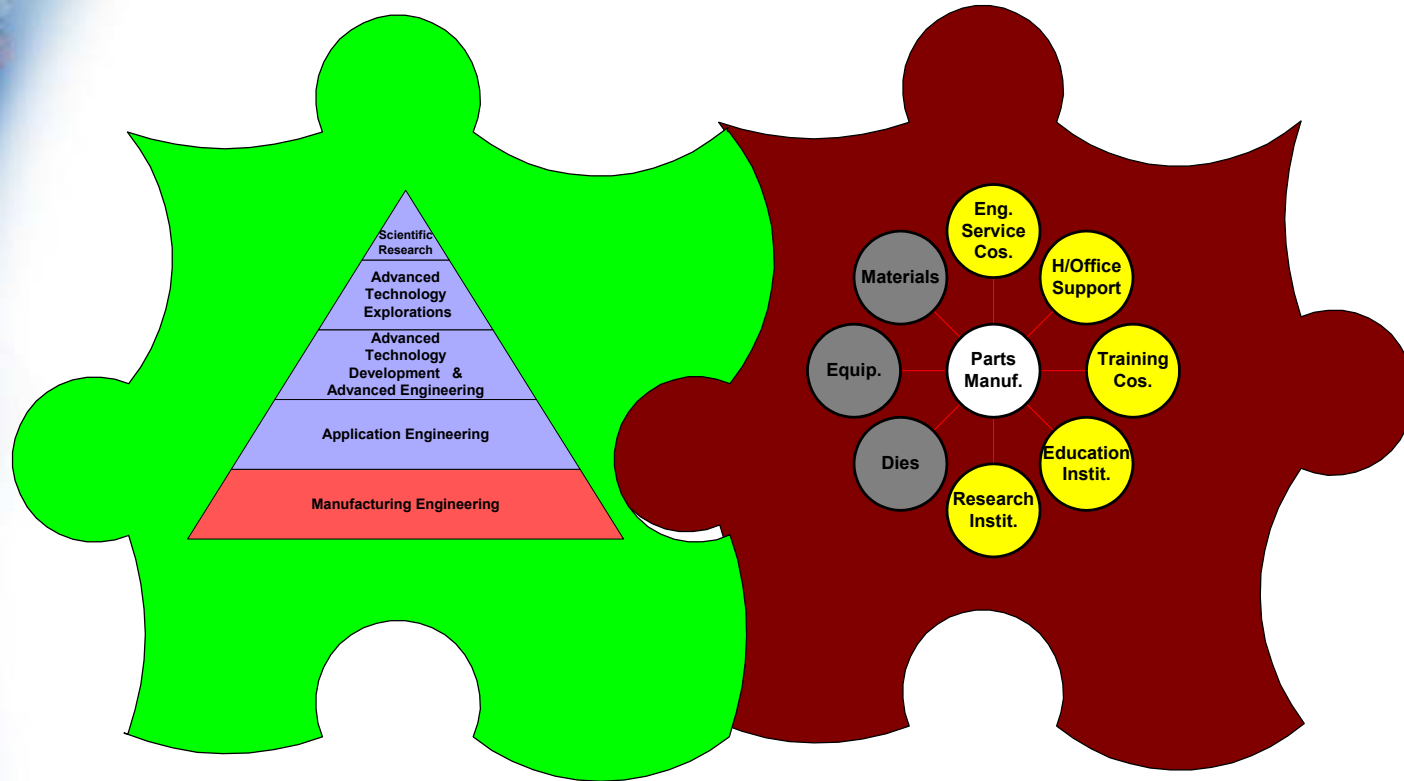 Scientific
Research
Advanced
Technology
Explorations
Advanced
Technology
Development &
Advanced Engineering
Application Engineering
Manufacturing Engineering
Eng.
Service
Cos.
H/Office
Support
Materials
Training
Cos.
Parts
Manuf.
Equip.
Education
Instit.
Dies
Research
Instit.